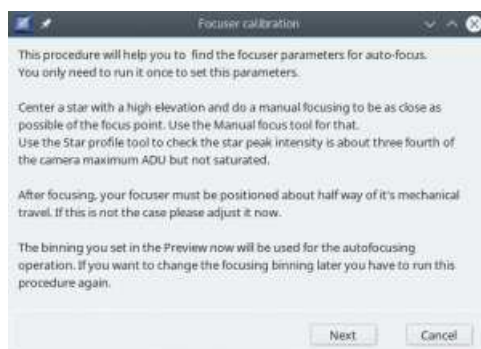 Focuser calibration
This procedure will help you to find the focuser parameters for auto-focus.
You only need to run it once to set this parameters.
Center a star with a high elevation and do a manual focusing to be as close as
possible of the focus point. Use the Manual focus tool for that.
Use the Star profile tool to check the star peak intensity is about three fourth of
the camera maximum ADU but not saturated.
After focusing, your focuser must be positioned about half way of it's mechanical
travel. If this is not the case please adjust it now.
The binning you set in the Preview now will be used for the autofocusing
operation. If you want to change the focusing binning later you have to run this
procedure again.
Next Cancel